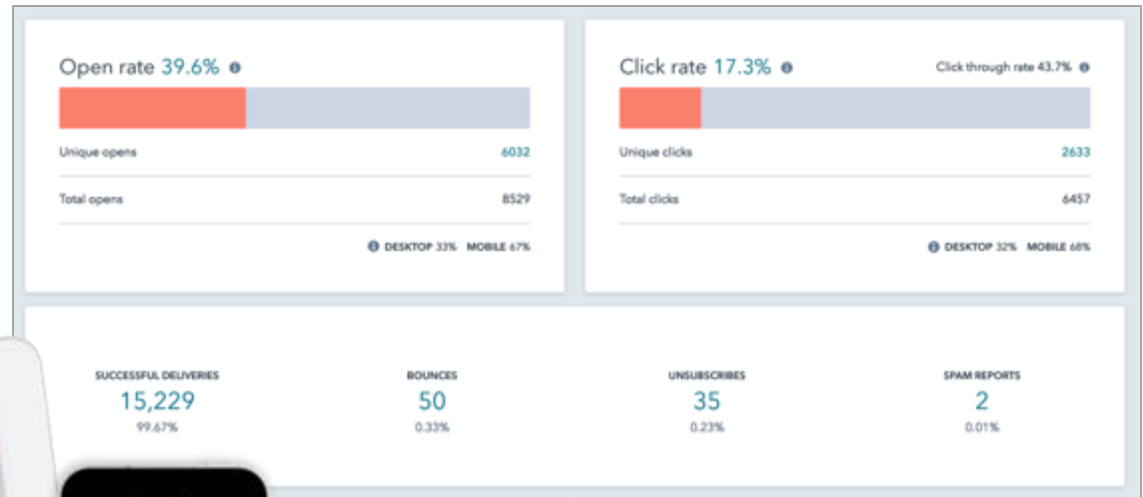 Open rate 39.6%
Unique opens 6032
Total opens 8529
DESKTOP 33% MOBILE 67%
Click rate 17.3% Click through rate 43.7%
Unique clicks 2633
Total clicks 6457
DESKTOP 32% MOBILE 68%
SUCCESSFUL DELIVERIES
15,229
99.67%
BOUNCES
50
0.33%
UNSUBSCRIBES
35
0.23%
SPAM REPORTS
2
0.01%